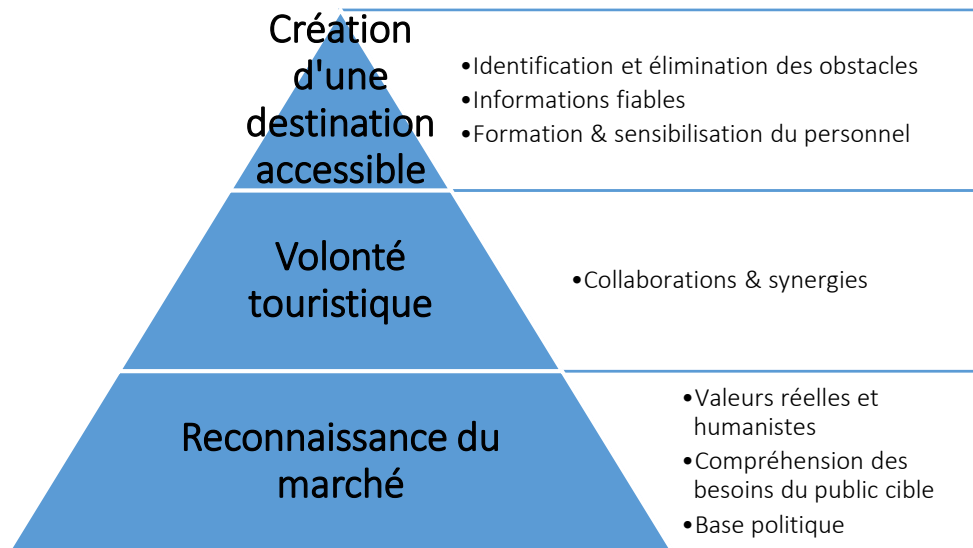 Création
d'une
destination
accessible
•Identification et élimination des obstacles
•Informations fiables
•Formation & sensibilisation du personnel
Volonté
touristique
•Collaborations & synergies
Reconnaissance du
marché
•Valeurs réelles et
humanistes
•Compréhension des
besoins du public cible
•Base politique